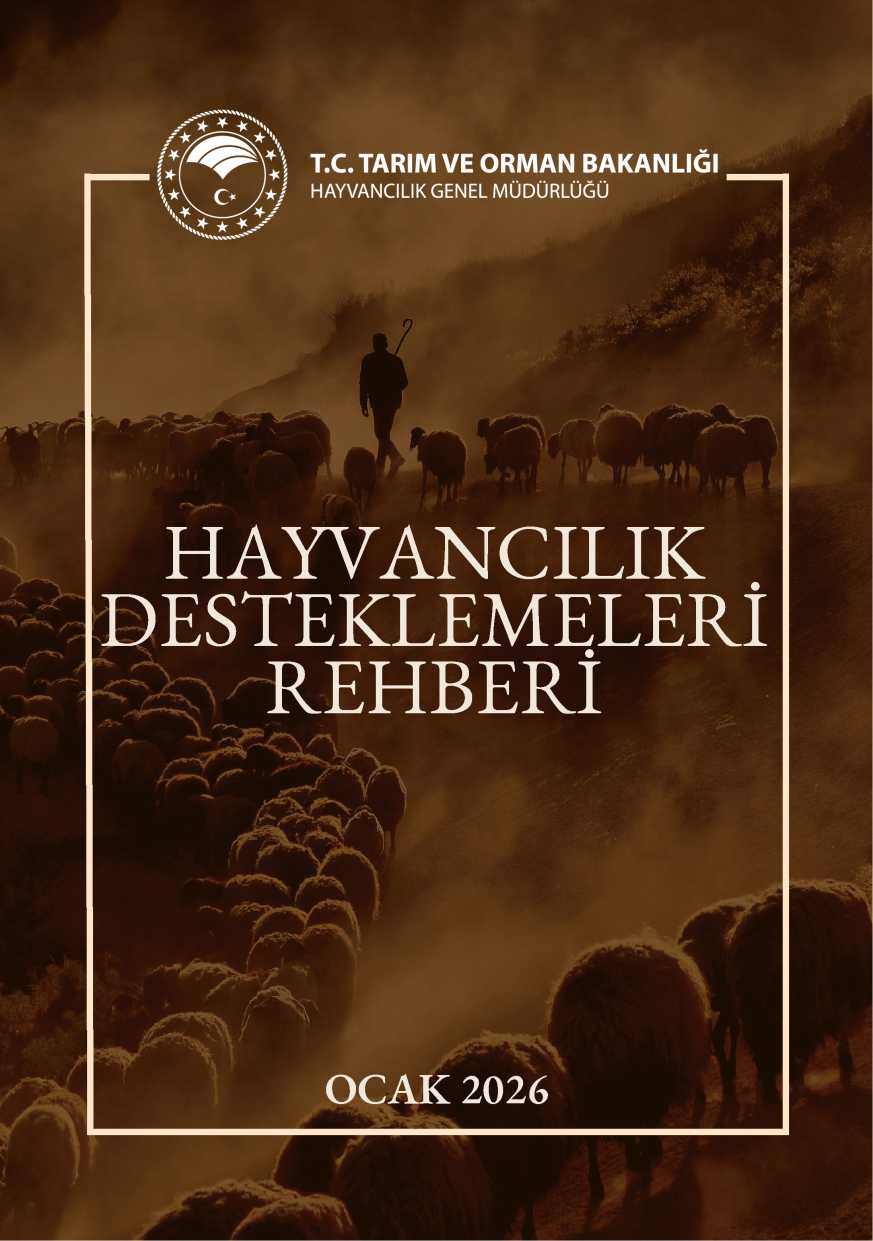 T.C. TARIM VE ORMAN BAKANLIĞI
HAYVANCILIK GENEL MÜDÜRLÜĞÜ
HAYVANCILIK
DESTEKLEMELERİ
REHBERİ
OCAK 2026